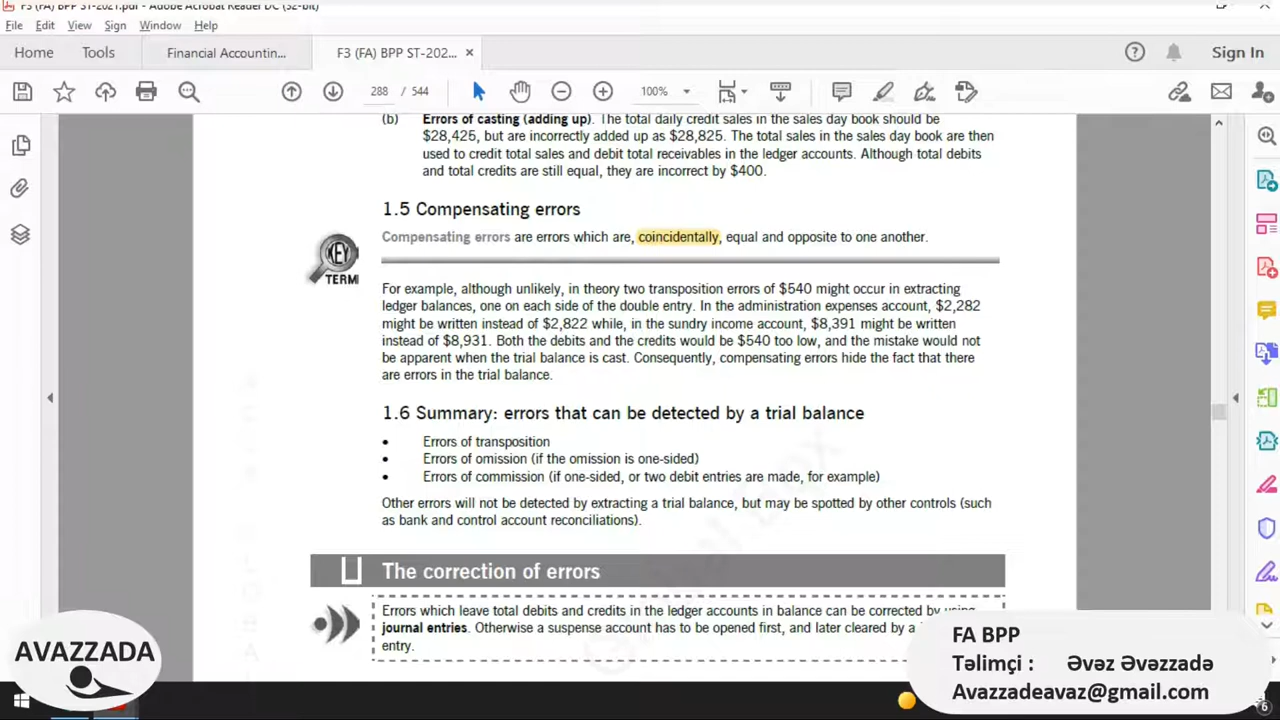 F3 (FA) BPP ST-2021.pdf - Adobe Acrobat Reader DC (32-bit)
File Edit View Sign Window Help
Home Tools Financial Accountin... F3 (FA) BPP ST-202... × Sign In
288 / 544 100%
(b) Errors of casting (adding up). The total daily credit sales in the sales day book should be
$28,425, but are incorrectly added up as $28,825. The total sales in the sales day book are then
used to credit total sales and debit total receivables in the ledger accounts. Although total debits
and total credits are still equal, they are incorrect by $400.
1.5 Compensating errors
Compensating errors are errors which are, coincidentally, equal and opposite to one another.
KEY
TERM
For example, although unlikely, in theory two transposition errors of $540 might occur in extracting
ledger balances, one on each side of the double entry. In the administration expenses account, $2,282
might be written instead of $2,822 while, in the sundry income account, $8,391 might be written
instead of $8,931. Both the debits and the credits would be $540 too low, and the mistake would not
be apparent when the trial balance is cast. Consequently, compensating errors hide the fact that there
are errors in the trial balance.
1.6 Summary: errors that can be detected by a trial balance
• Errors of transposition
• Errors of omission (if the omission is one-sided)
• Errors of commission (if one-sided, or two debit entries are made, for example)
Other errors will not be detected by extracting a trial balance, but may be spotted by other controls (such
as bank and control account reconciliations).
The correction of errors
Errors which leave total debits and credits in the ledger accounts in balance can be corrected by using
journal entries. Otherwise a suspense account has to be opened first, and later cleared by a
entry.
AVAZZADA
FA BPP
Təlimçi : Əvəz Əvəzzadə
Avazzadeavaz@gmail.com
6